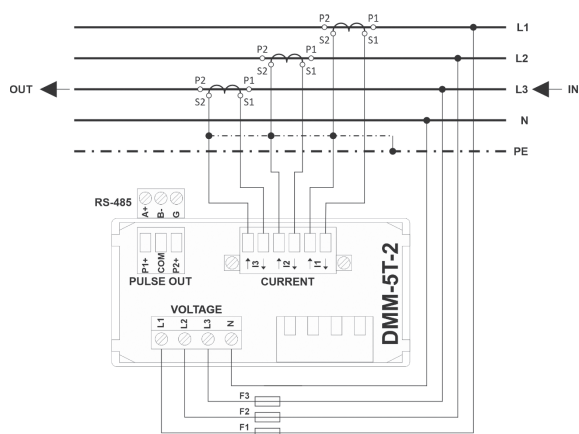 P2 P1 L1
S2 S1
P2 P1 L2
S2 S1
OUT P2 P1 L3 IN
S2 S1
N
PE
RS-485 A+ B- G
P1+ COM P2+
PULSE OUT
↑ I3 ↓ ↑ I2 ↓ ↑ I1 ↓
CURRENT
DMM-5T-2
VOLTAGE
L1 L2 L3 N
F3
F2
F1